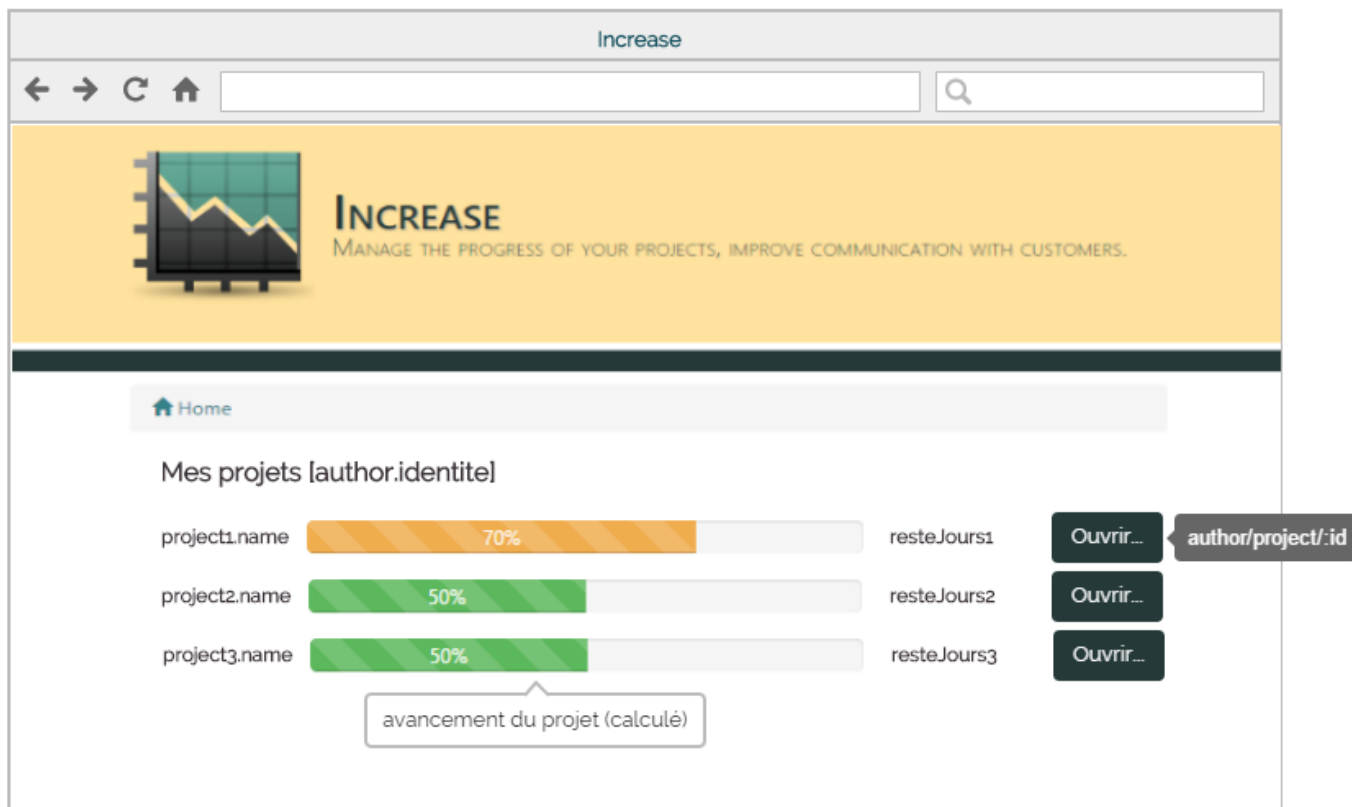 Increase
INCREASE
MANAGE THE PROGRESS OF YOUR PROJECTS, IMPROVE COMMUNICATION WITH CUSTOMERS.
Home
Mes projets [author.identite]
project1.name 70% resteJours1 Ouvrir... author/project/:id
project2.name 50% resteJours2 Ouvrir...
project3.name 50% resteJours3 Ouvrir...
avancement du projet (calculé)